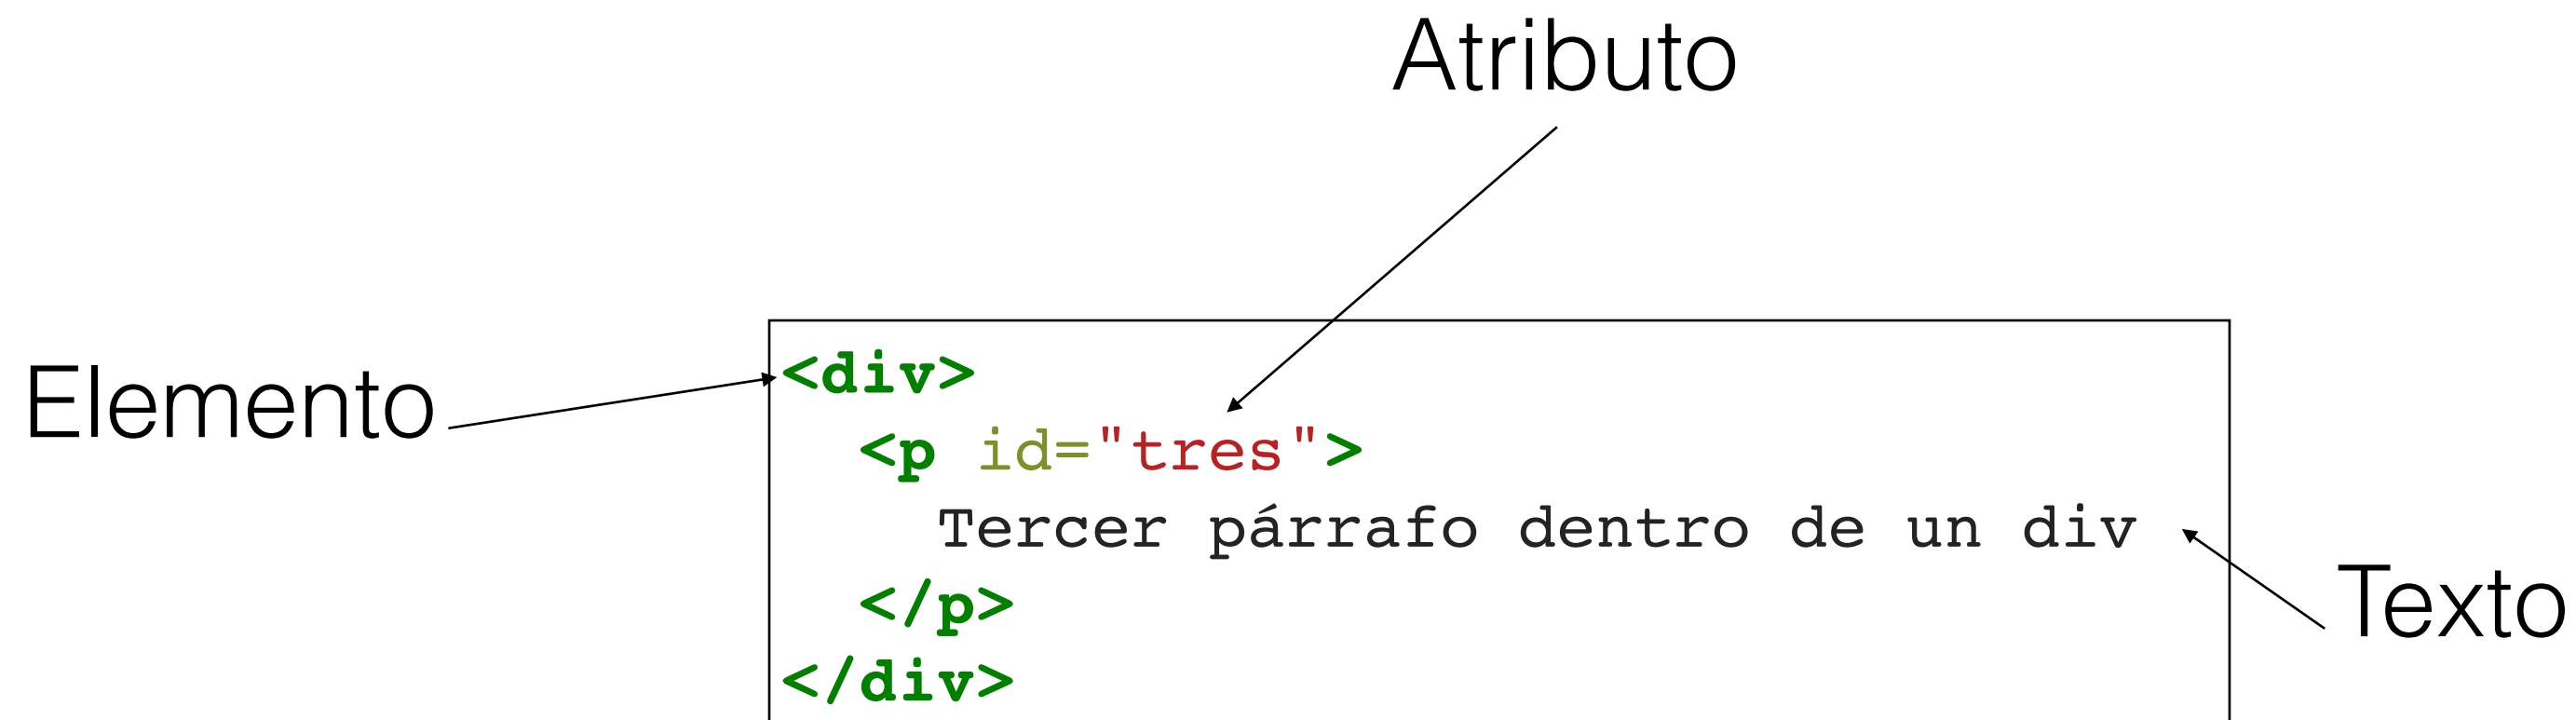 Atributo
Elemento
<div>
<p id="tres">
Tercer párrafo dentro de un div
</p>
</div>
Texto